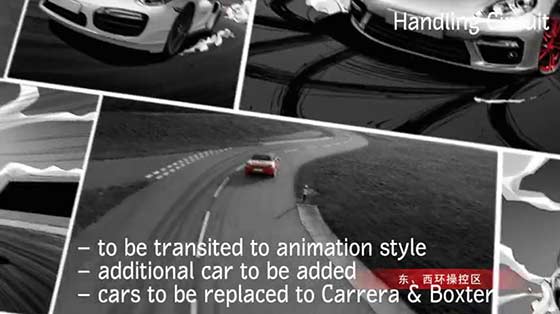 Handling Circuit
– to be transited to animation style
– additional car to be added
东、西环操控区
– cars to be replaced to Carrera & Boxter